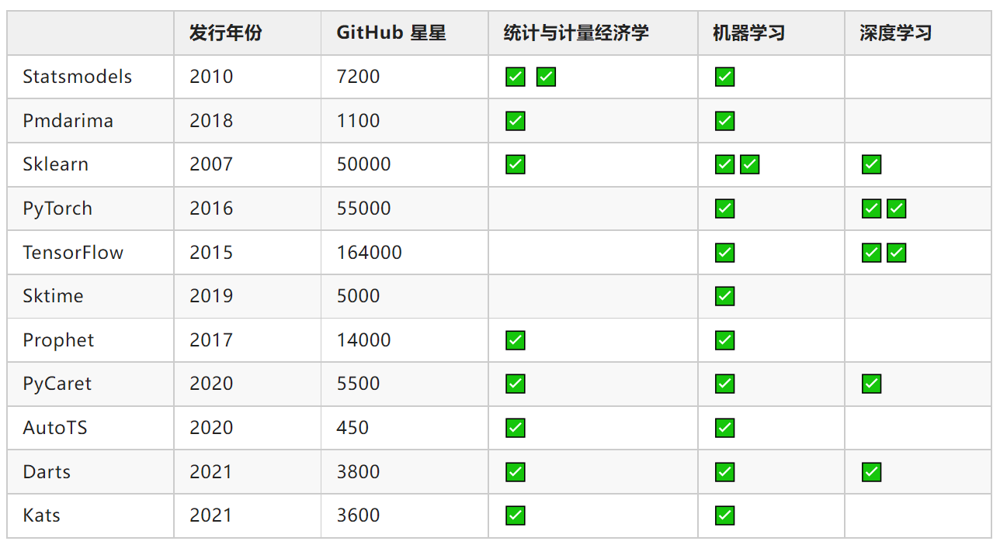 发行年份 GitHub 星星 统计与计量经济学 机器学习 深度学习
Statsmodels 2010 7200 ✅ ✅ ✅
Pmdarima 2018 1100 ✅ ✅
Sklearn 2007 50000 ✅ ✅✅ ✅
PyTorch 2016 55000 ✅ ✅✅
TensorFlow 2015 164000 ✅ ✅✅
Sktime 2019 5000 ✅
Prophet 2017 14000 ✅ ✅
PyCaret 2020 5500 ✅ ✅ ✅
AutoTS 2020 450 ✅ ✅
Darts 2021 3800 ✅ ✅ ✅
Kats 2021 3600 ✅ ✅